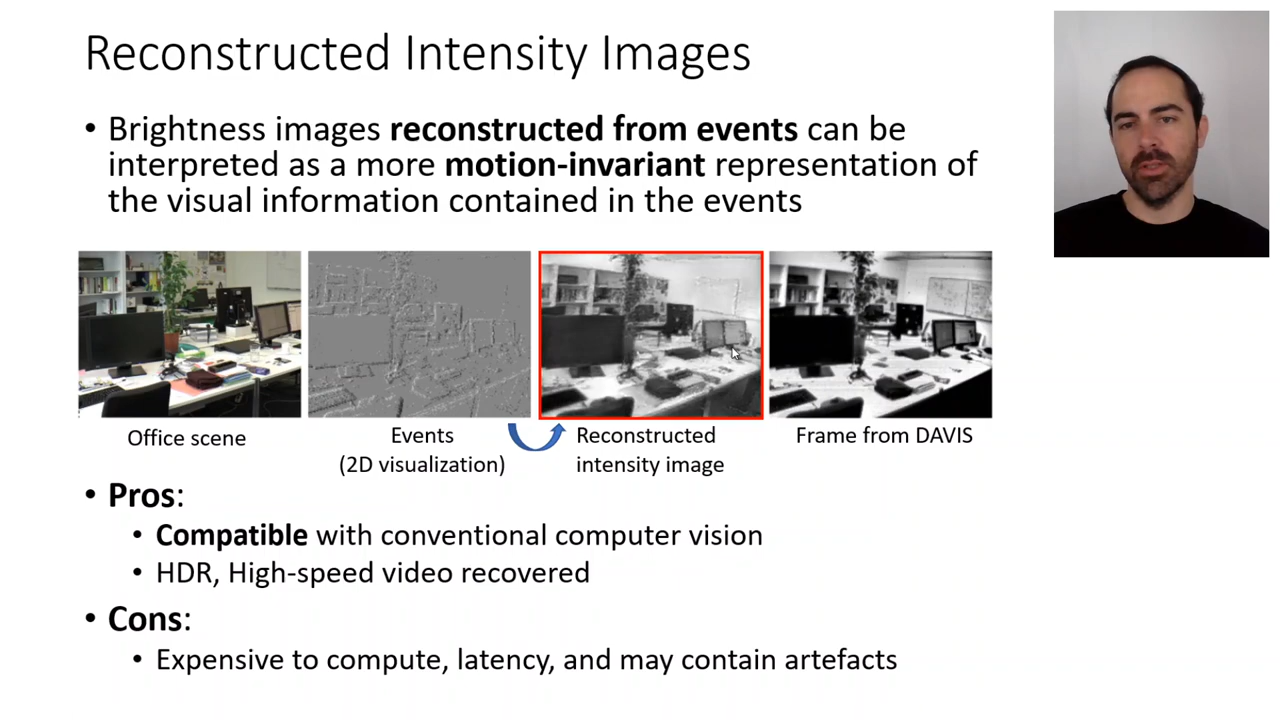 Reconstructed Intensity Images
• Brightness images reconstructed from events can be
interpreted as a more motion-invariant representation of
the visual information contained in the events
Office scene
Events
(2D visualization)
Reconstructed
intensity image
Frame from DAVIS
• Pros:
• Compatible with conventional computer vision
• HDR, High-speed video recovered
• Cons:
• Expensive to compute, latency, and may contain artefacts